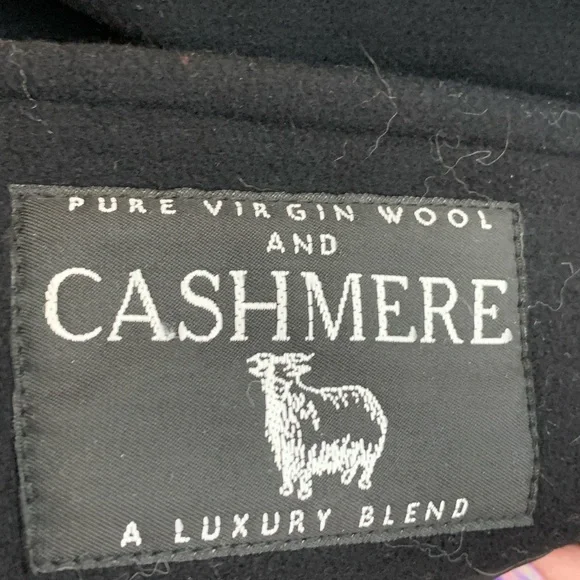 PURE VIRGIN WOOL
AND
CASHMERE
A LUXURY BLEND